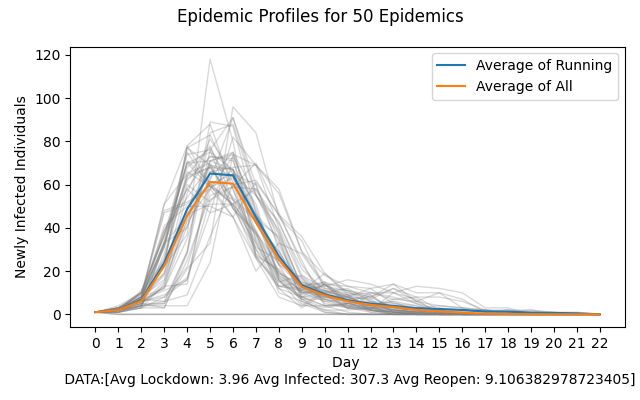 Epidemic Profiles for 50 Epidemics
Average of Running
Average of All
Newly Infected Individuals
120
100
80
60
40
20
0
0 1 2 3 4 5 6 7 8 9 10 11 12 13 14 15 16 17 18 19 20 21 22
Day
DATA:[Avg Lockdown: 3.96 Avg Infected: 307.3 Avg Reopen: 9.106382978723405]